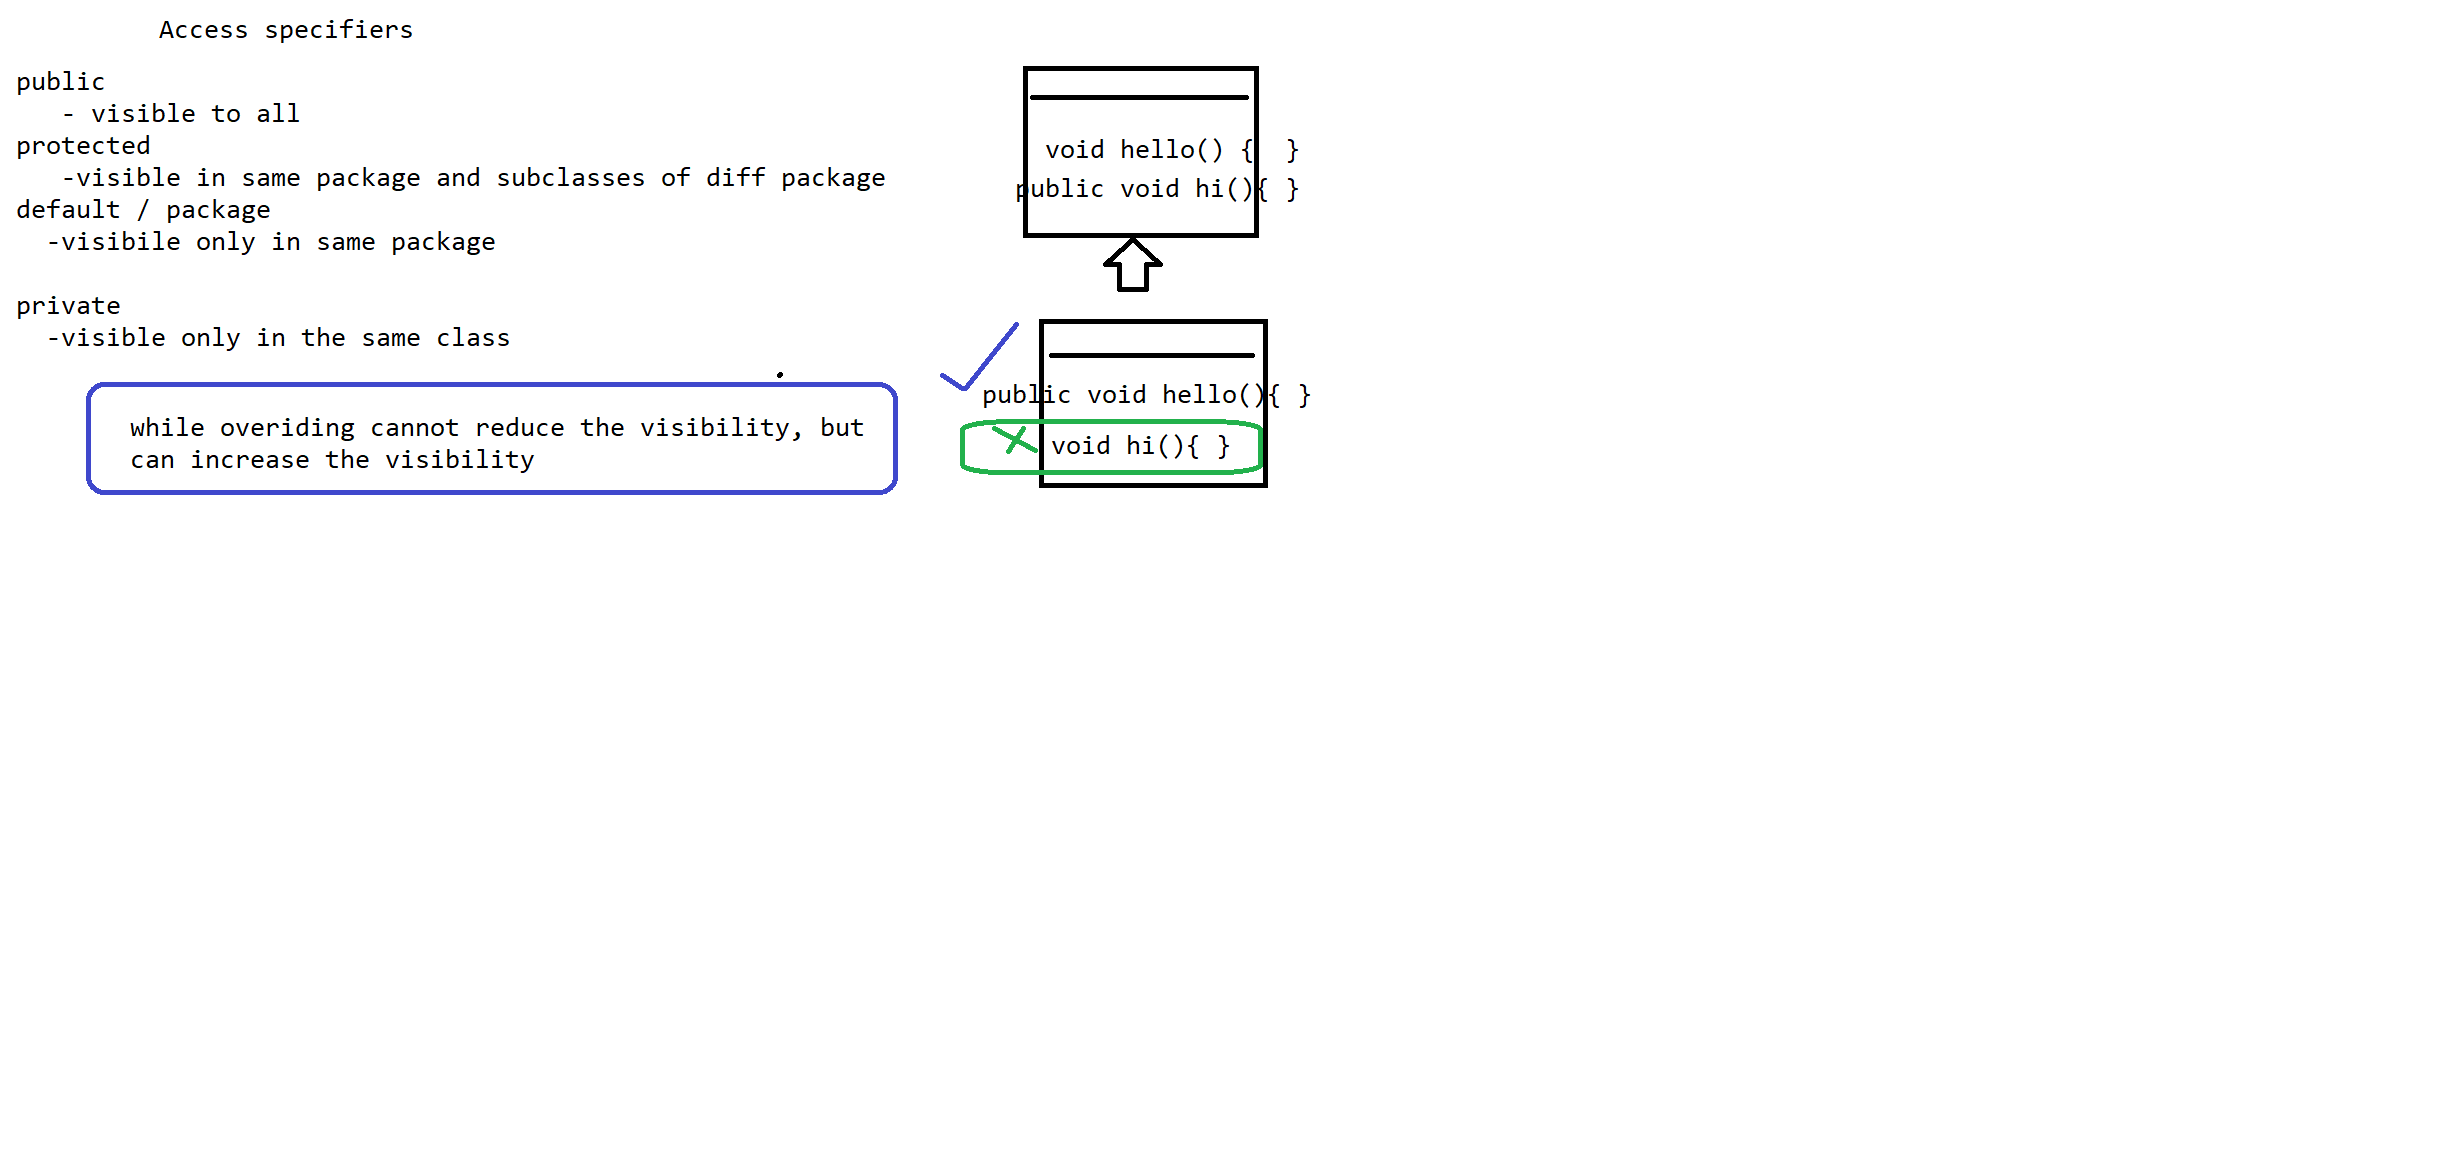 Access specifiers
public
- visible to all
protected
-visible in same package and subclasses of diff package
default / package
-visibile only in same package
private
-visible only in the same class
while overiding cannot reduce the visibility, but
can increase the visibility
void hello() {  }
public void hi(){ }
public void hello(){ }
void hi(){ }